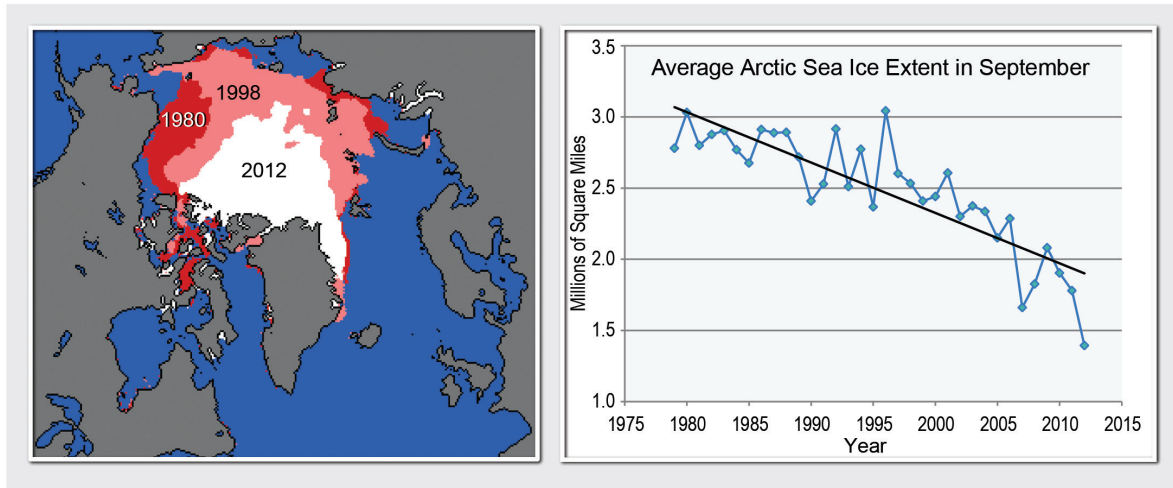 1998
1980
2012
Average Arctic Sea Ice Extent in September
Millions of Square Miles
3.5
3.0
2.5
2.0
1.5
1.0
1975 1980 1985 1990 1995 2000 2005 2010 2015
Year